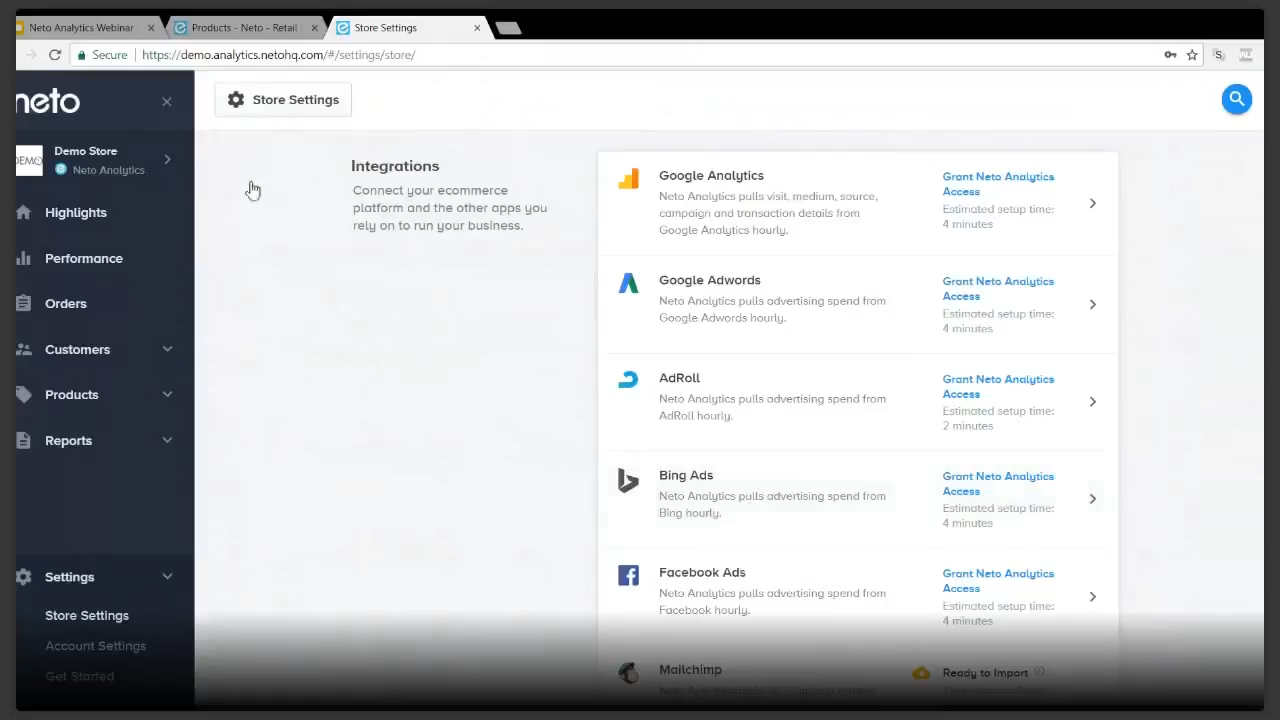 Neto Analytics Webinar
Products - Neto - Retail
Store Settings
Secure
https://demo.analytics.netohq.com/#/settings/store/
neto
Store Settings
DEMO
Demo Store
Neto Analytics
Highlights
Performance
Orders
Customers
Products
Reports
Settings
Store Settings
Account Settings
Get Started
Integrations
Connect your ecommerce
platform and the other apps you
rely on to run your business.
Google Analytics
Neto Analytics pulls visit, medium, source,
campaign and transaction details from
Google Analytics hourly.
Grant Neto Analytics
Access
Estimated setup time:
4 minutes
Google Adwords
Neto Analytics pulls advertising spend from
Google Adwords hourly.
Grant Neto Analytics
Access
Estimated setup time:
4 minutes
AdRoll
Neto Analytics pulls advertising spend from
AdRoll hourly.
Grant Neto Analytics
Access
Estimated setup time:
2 minutes
Bing Ads
Neto Analytics pulls advertising spend from
Bing hourly.
Grant Neto Analytics
Access
Estimated setup time:
4 minutes
Facebook Ads
Neto Analytics pulls advertising spend from
Facebook hourly.
Grant Neto Analytics
Access
Estimated setup time:
4 minutes
Mailchimp
Ready to Import